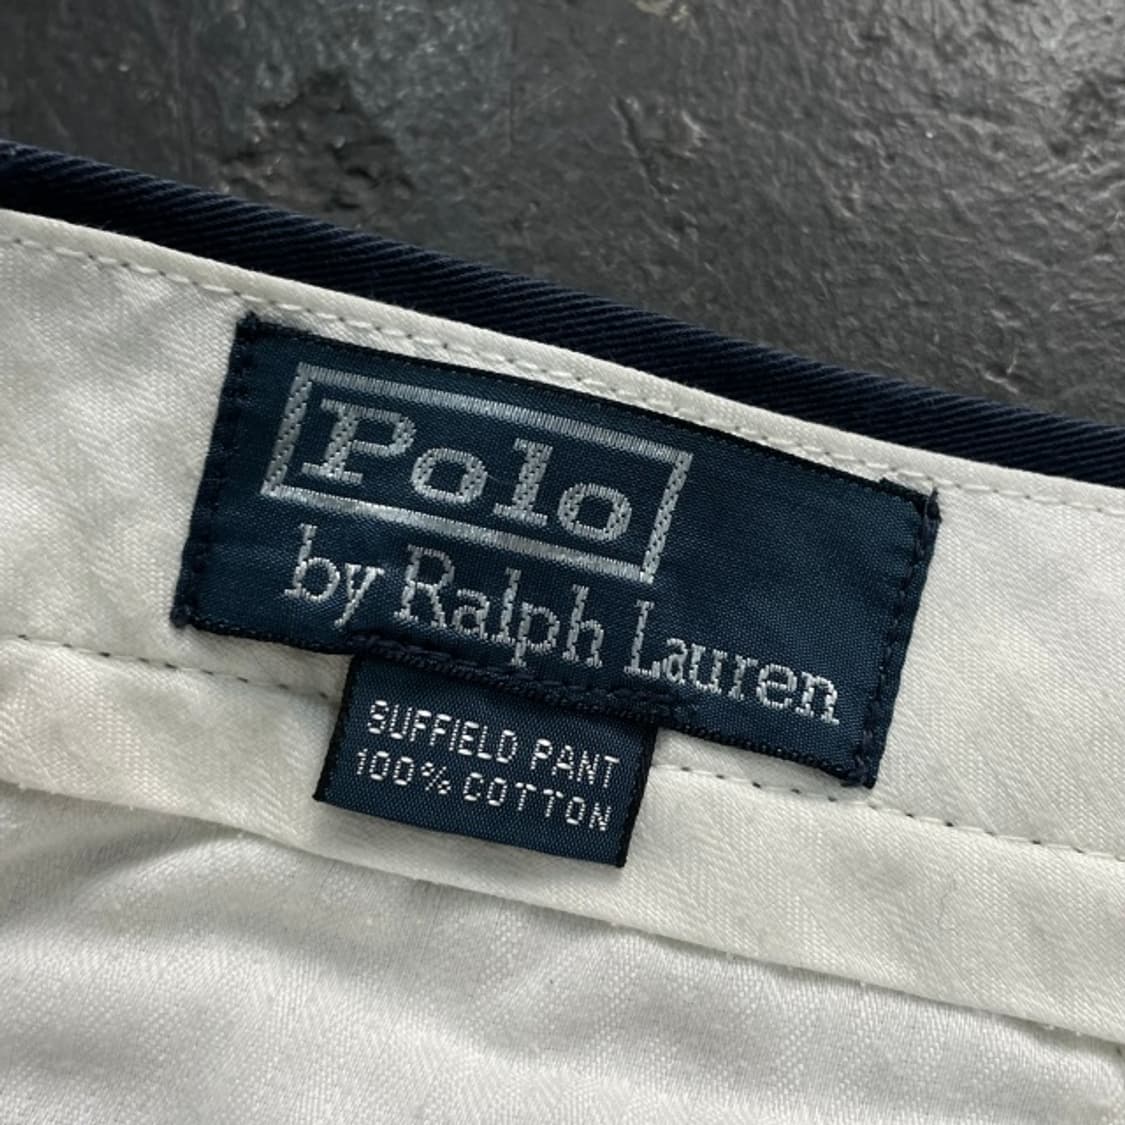 Polo
by Ralph Lauren
SUFFIELD PANT
100% COTTON